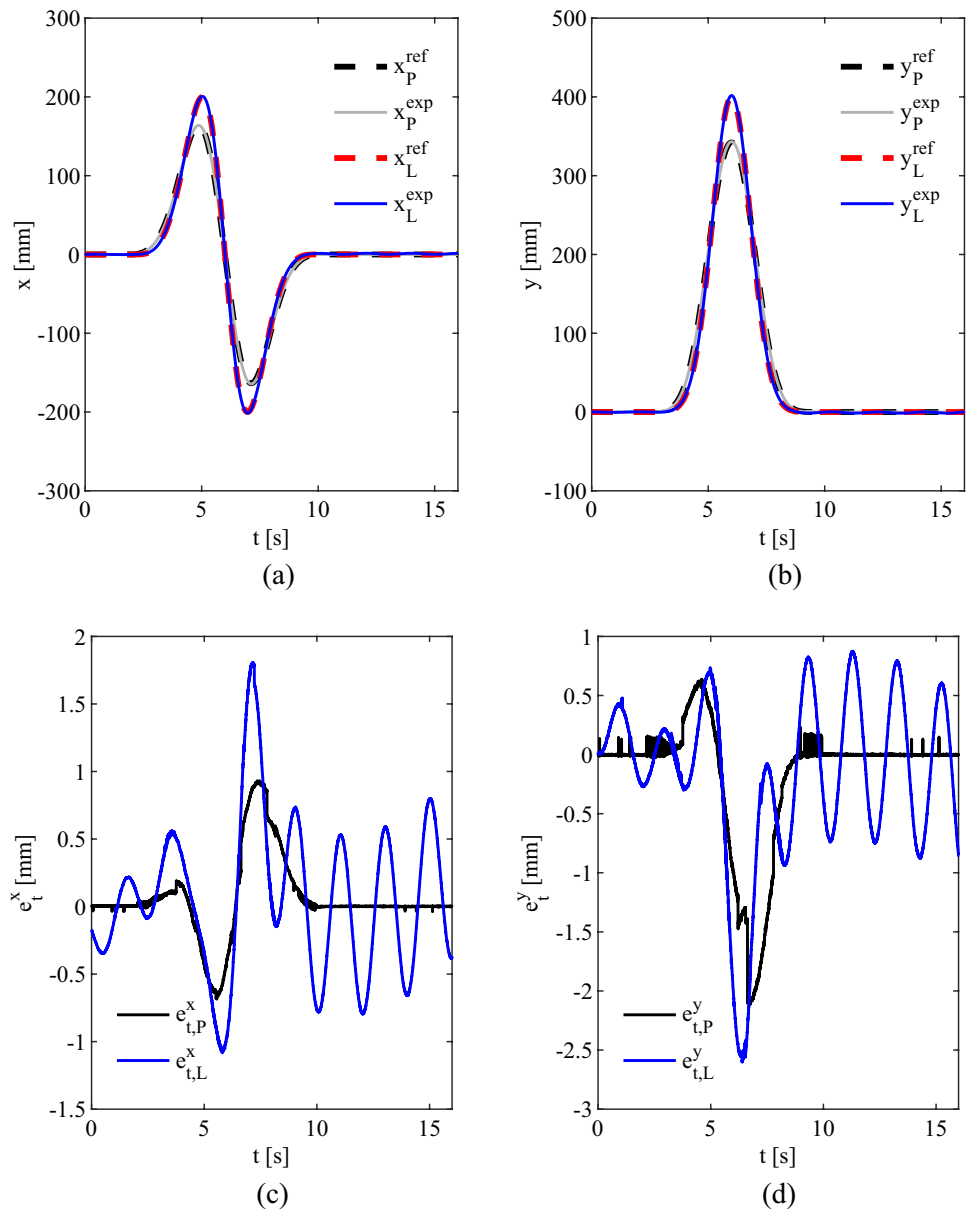 300
200
100
0
-100
-200
-300
x [mm]
0 5 10 15
t [s]
x_P^ref
x_P^exp
x_L^ref
x_L^exp
(a)
500
400
300
200
100
0
-100
y [mm]
0 5 10 15
t [s]
y_P^ref
y_P^exp
y_L^ref
y_L^exp
(b)
2
1.5
1
0.5
0
-0.5
-1
-1.5
e_t^x [mm]
e_t,P^x
e_t,L^x
0 5 10 15
t [s]
(c)
1
0.5
0
-0.5
-1
-1.5
-2
-2.5
-3
e_t^y [mm]
e_t,P^y
e_t,L^y
0 5 10 15
t [s]
(d)